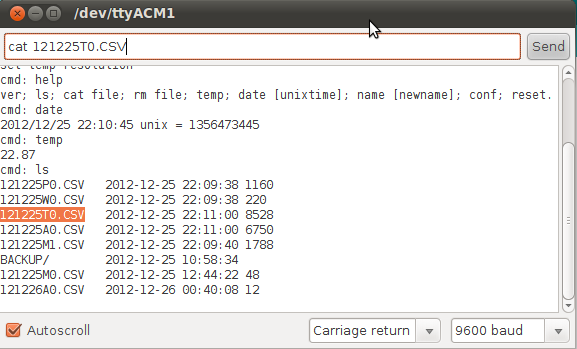 /dev/ttyACM1
cat 121225T0.CSV
Send
set temp resolution
cmd: help
ver; ls; cat file; rm file; temp; date [unixtime]; name [newname]; conf; reset.
cmd: date
2012/12/25 22:10:45 unix = 1356473445
cmd: temp
22.87
cmd: ls
121225P0.CSV 2012-12-25 22:09:38 1160
121225W0.CSV 2012-12-25 22:09:38 220
121225T0.CSV 2012-12-25 22:11:00 8528
121225A0.CSV 2012-12-25 22:11:00 6750
121225M1.CSV 2012-12-25 22:09:40 1788
BACKUP/ 2012-12-25 10:58:34
121225M0.CSV 2012-12-25 12:44:22 48
121226A0.CSV 2012-12-26 00:40:08 12
Autoscroll
Carriage return
9600 baud